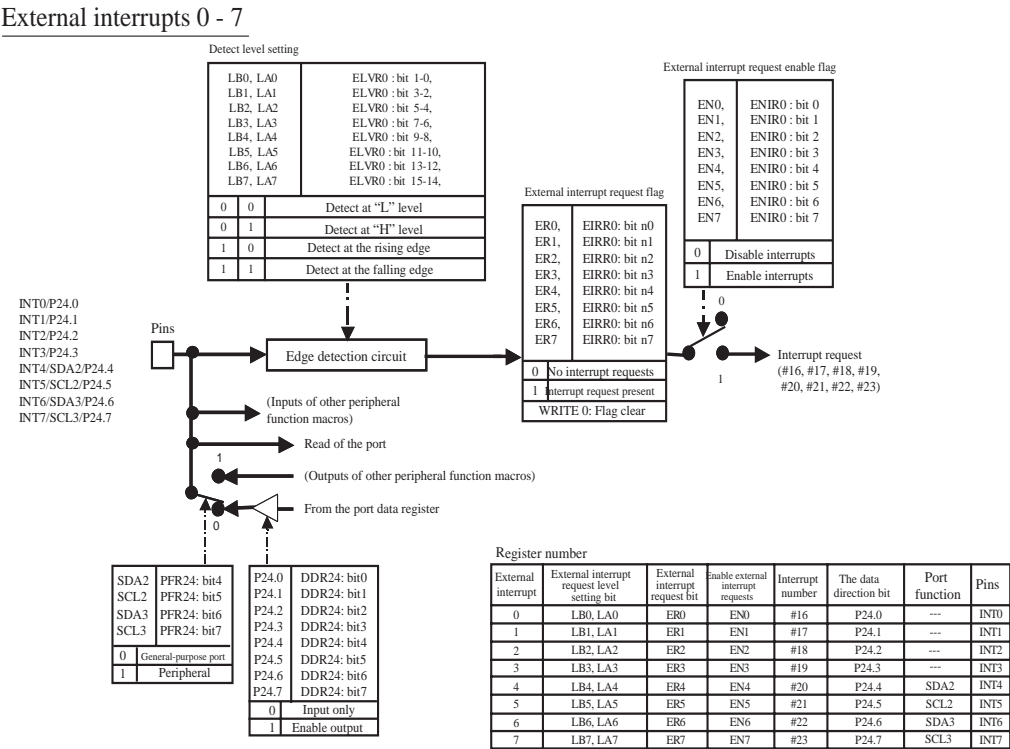 External interrupts 0 - 7
Detect level setting
LB0, LA0 ELVR0 : bit 1-0,
LB1, LA1 ELVR0 : bit 3-2,
LB2, LA2 ELVR0 : bit 5-4,
LB3, LA3 ELVR0 : bit 7-6,
LB4, LA4 ELVR0 : bit 9-8,
LB5, LA5 ELVR0 : bit 11-10,
LB6, LA6 ELVR0 : bit 13-12,
LB7, LA7 ELVR0 : bit 15-14,
0 0 Detect at “L” level
0 1 Detect at “H” level
1 0 Detect at the rising edge
1 1 Detect at the falling edge
External interrupt request enable flag
EN0, ENIR0 : bit 0
EN1, ENIR0 : bit 1
EN2, ENIR0 : bit 2
EN3, ENIR0 : bit 3
EN4, ENIR0 : bit 4
EN5, ENIR0 : bit 5
EN6, ENIR0 : bit 6
EN7 ENIR0 : bit 7
0 Disable interrupts
1 Enable interrupts
External interrupt request flag
ER0, EIRR0: bit n0
ER1, EIRR0: bit n1
ER2, EIRR0: bit n2
ER3, EIRR0: bit n3
ER4, EIRR0: bit n4
ER5, EIRR0: bit n5
ER6, EIRR0: bit n6
ER7 EIRR0: bit n7
0 No interrupt requests
1 Interrupt request present
WRITE 0: Flag clear
INT0/P24.0
INT1/P24.1
INT2/P24.2
INT3/P24.3
INT4/SDA2/P24.4
INT5/SCL2/P24.5
INT6/SDA3/P24.6
INT7/SCL3/P24.7
Pins
Edge detection circuit
0
1
Interrupt request
(#16, #17, #18, #19,
#20, #21, #22, #23)
(Inputs of other peripheral
function macros)
Read of the port
1
(Outputs of other peripheral function macros)
From the port data register
0
SDA2 PFR24: bit4
SCL2 PFR24: bit5
SDA3 PFR24: bit6
SCL3 PFR24: bit7
0 General-purpose port
1 Peripheral
P24.0 DDR24: bit0
P24.1 DDR24: bit1
P24.2 DDR24: bit2
P24.3 DDR24: bit3
P24.4 DDR24: bit4
P24.5 DDR24: bit5
P24.6 DDR24: bit6
P24.7 DDR24: bit7
0 Input only
1 Enable output
Register number
External interrupt External interrupt request level setting bit External interrupt request bit Enable external interrupt requests Interrupt number The data direction bit Port function Pins
0 LB0, LA0 ER0 EN0 #16 P24.0 --- INT0
1 LB1, LA1 ER1 EN1 #17 P24.1 --- INT1
2 LB2, LA2 ER2 EN2 #18 P24.2 --- INT2
3 LB3, LA3 ER3 EN3 #19 P24.3 --- INT3
4 LB4, LA4 ER4 EN4 #20 P24.4 SDA2 INT4
5 LB5, LA5 ER5 EN5 #21 P24.5 SCL2 INT5
6 LB6, LA6 ER6 EN6 #22 P24.6 SDA3 INT6
7 LB7, LA7 ER7 EN7 #23 P24.7 SCL3 INT7